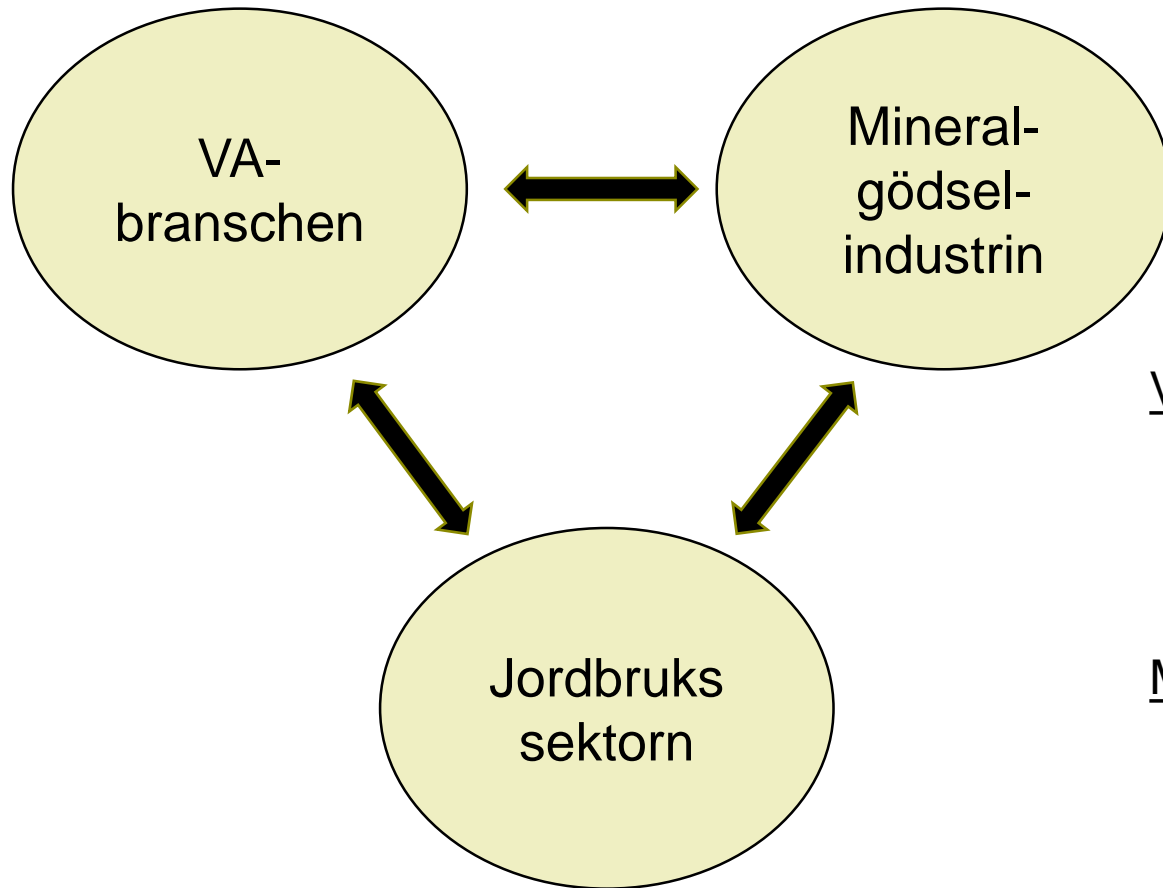 VA-
branschen
Mineral-
gödsel-
industrin
Jordbruks
sektorn
V
M